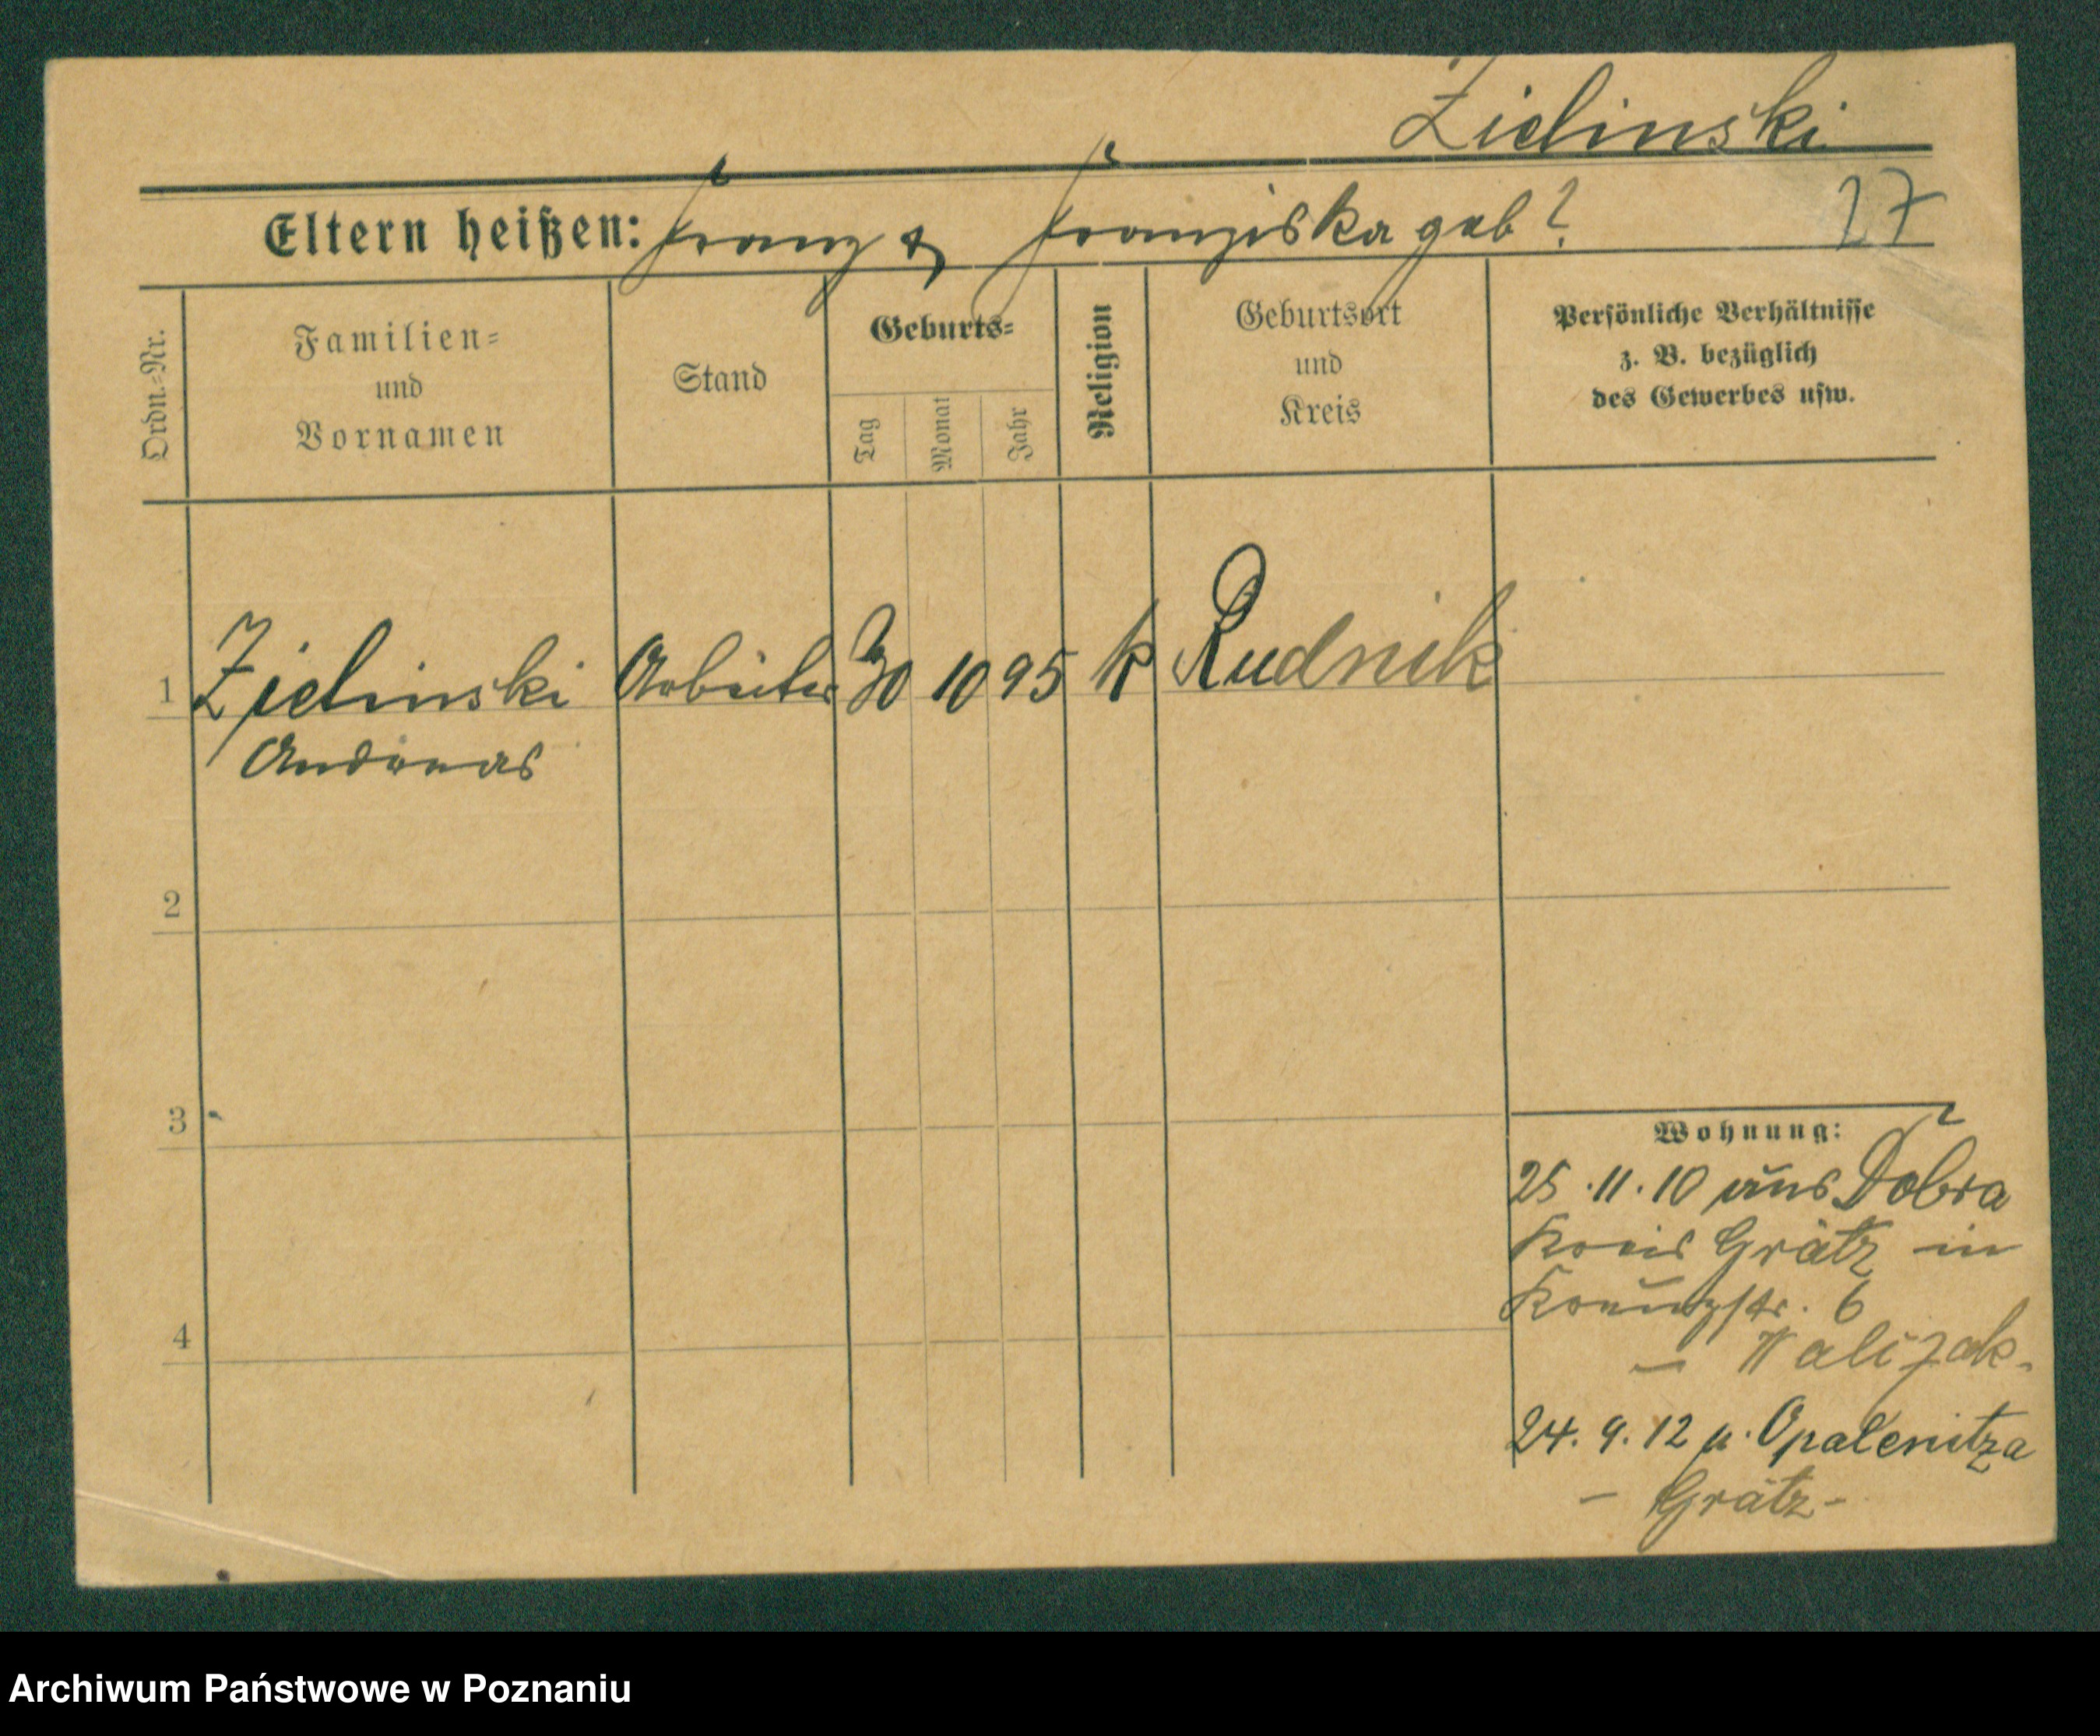 Zielinski
Eltern heißen: Franz & Franziska geb?
27
Ordn.-Nr.
Familien-
und
Vornamen
Stand
Geburts-
Tag
Monat
Jahr
Religion
Geburtsort
und
Kreis
Persönliche Verhältnisse
z. B. bezüglich
des Gewerbes usw.
1 Zielinski Arbeiter 30 10 95 k Rudnik
Andreas
2
3
4
Wohnung:
25.11.10 aus Dobra
Kreis Grätz in
Kreuzstr. 6
– Walizak.
24.9.12 n. Opalenitza
– Grätz –
Archiwum Państwowe w Poznaniu